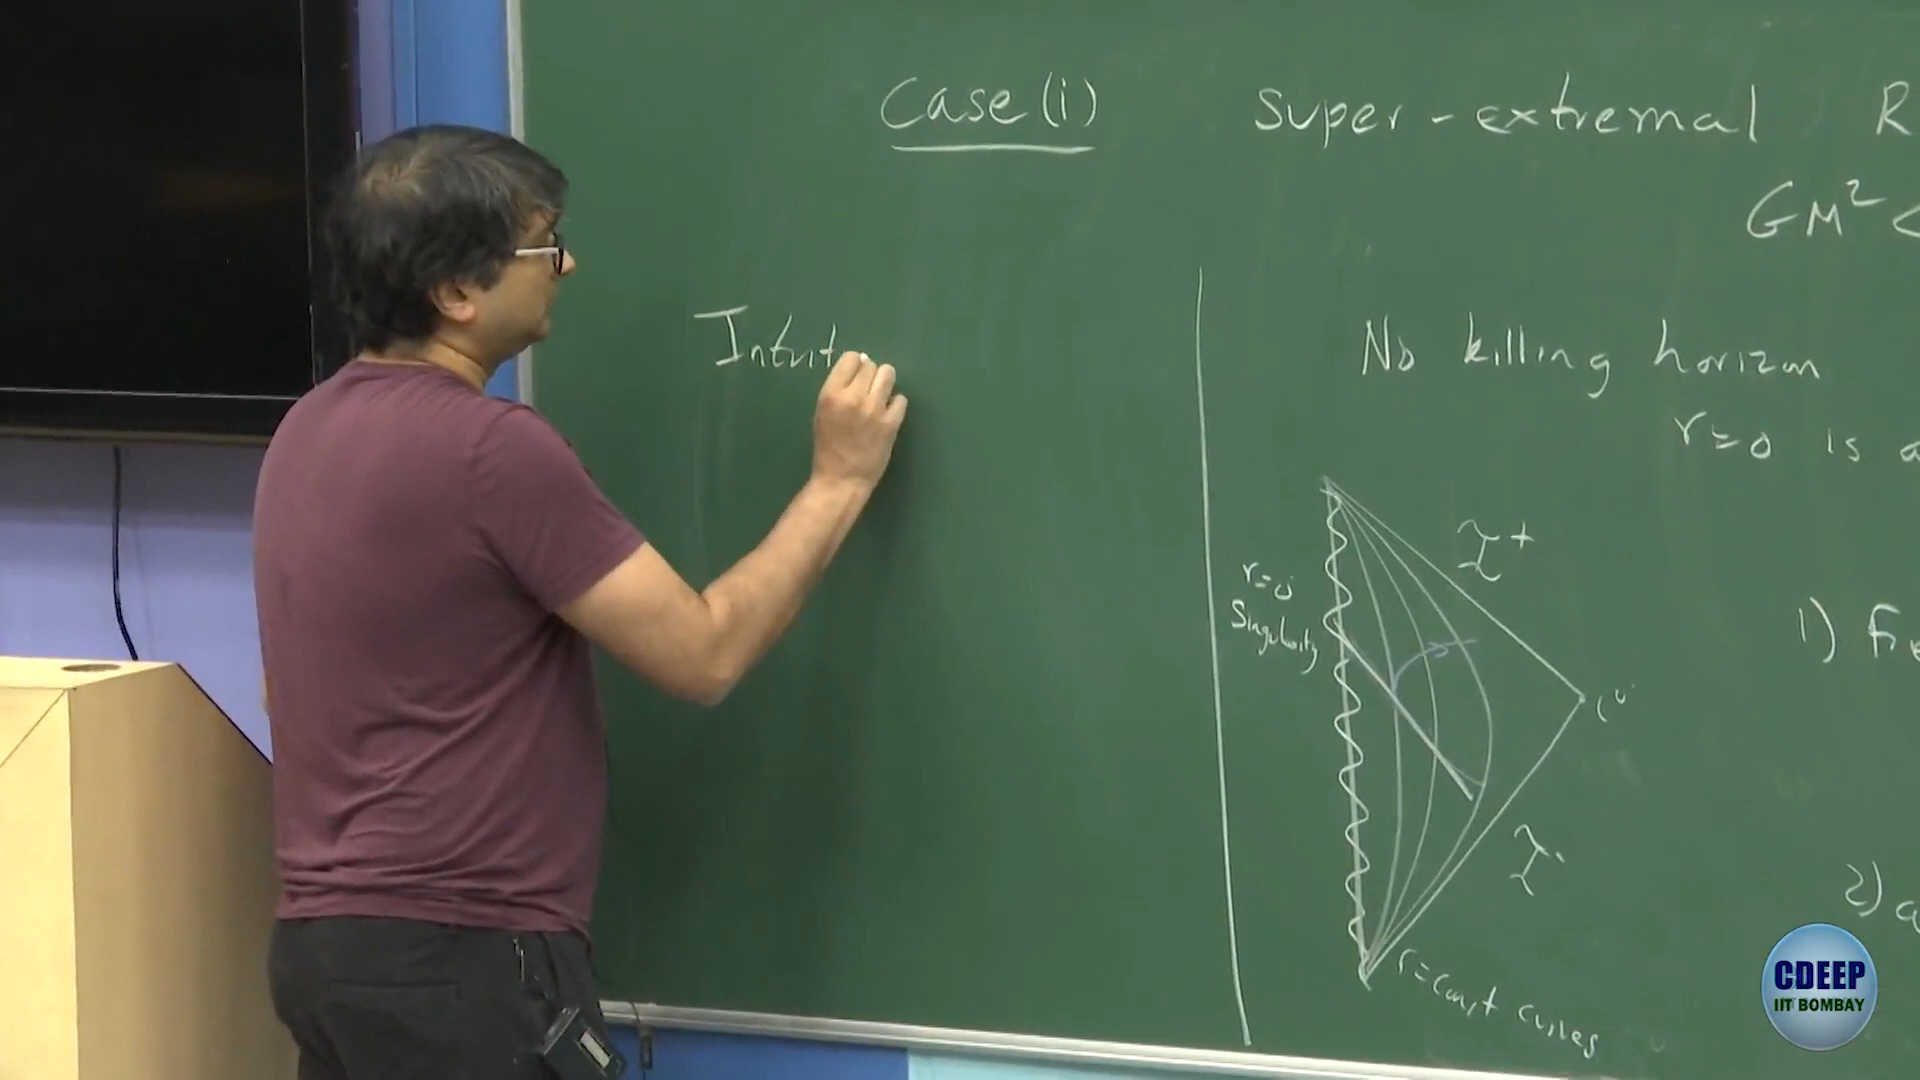 Case (i)
Super-extremal R
GM² <
Intuit
No killing horizon
r=0 is a
r=0
Singularity
I+
i⁰
I-
r=const curves
1) Fre
2) a
CDEEP
IIT BOMBAY